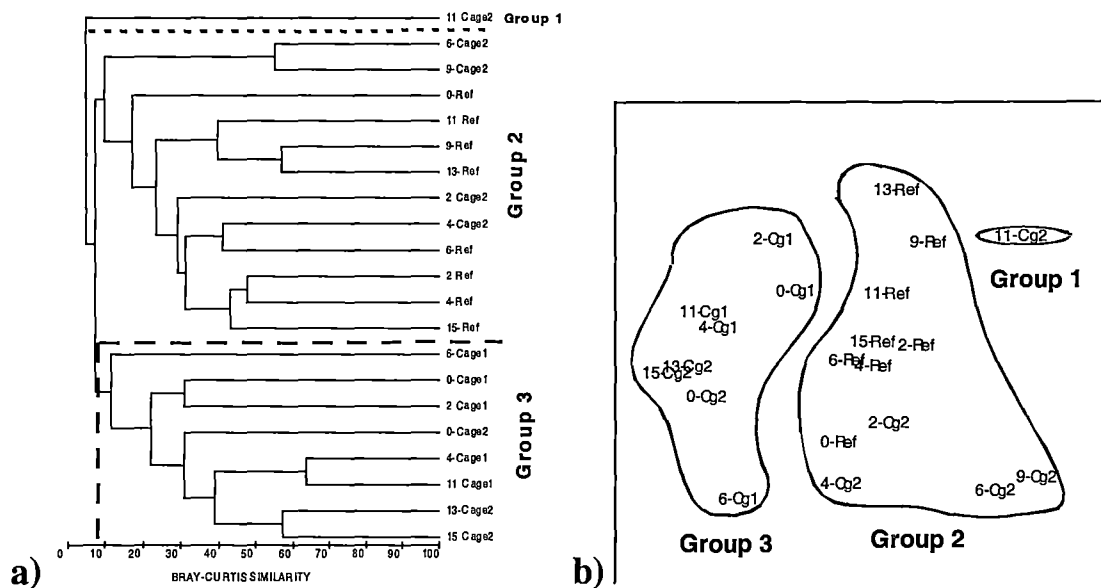 11 Cage2 Group 1
6-Cage2
9-Cage2
0-Ref
11 Ref
9-Ref
13-Ref
2 Cage2
4-Cage2
6-Ref
2 Ref
4-Ref
15-Ref
Group 2
6-Cage1
0-Cage1
2 Cage1
0-Cage2
4-Cage1
11 Cage1
13-Cage2
15 Cage2
Group 3
0 10 20 30 40 50 60 70 80 90 100
BRAY-CURTIS SIMILARITY
a)
13-Ref
2-Cg1
9-Ref
11-Cg2
Group 1
0-Cg1
11-Ref
11-Cg1
4-Cg1
15-Ref
2-Ref
6-Ref
4-Ref
13-Cg2
15-Cg2
0-Cg2
2-Cg2
0-Ref
4-Cg2
6-Cg2
9-Cg2
6-Cg1
Group 3
Group 2
b)